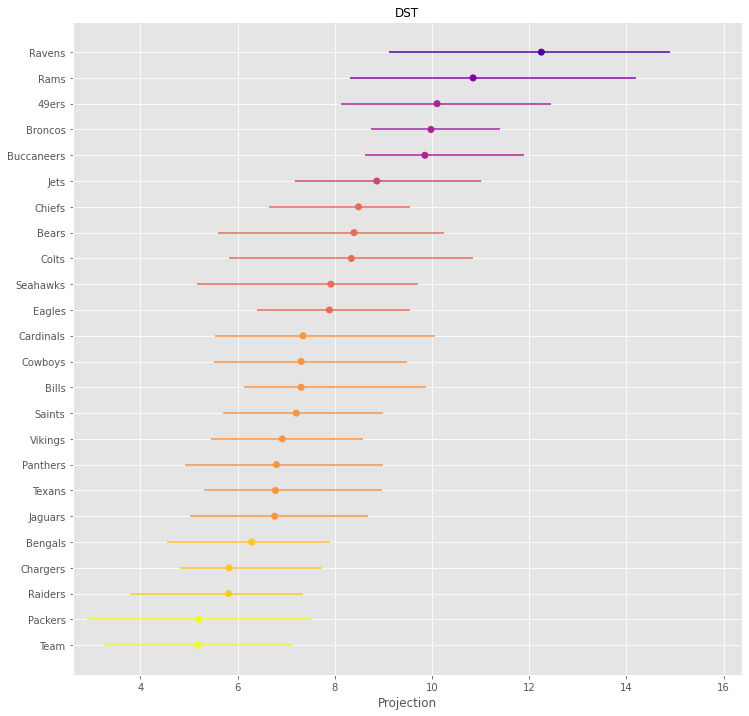 DST
Ravens
Rams
49ers
Broncos
Buccaneers
Jets
Chiefs
Bears
Colts
Seahawks
Eagles
Cardinals
Cowboys
Bills
Saints
Vikings
Panthers
Texans
Jaguars
Bengals
Chargers
Raiders
Packers
Team
4 6 8 10 12 14 16
Projection